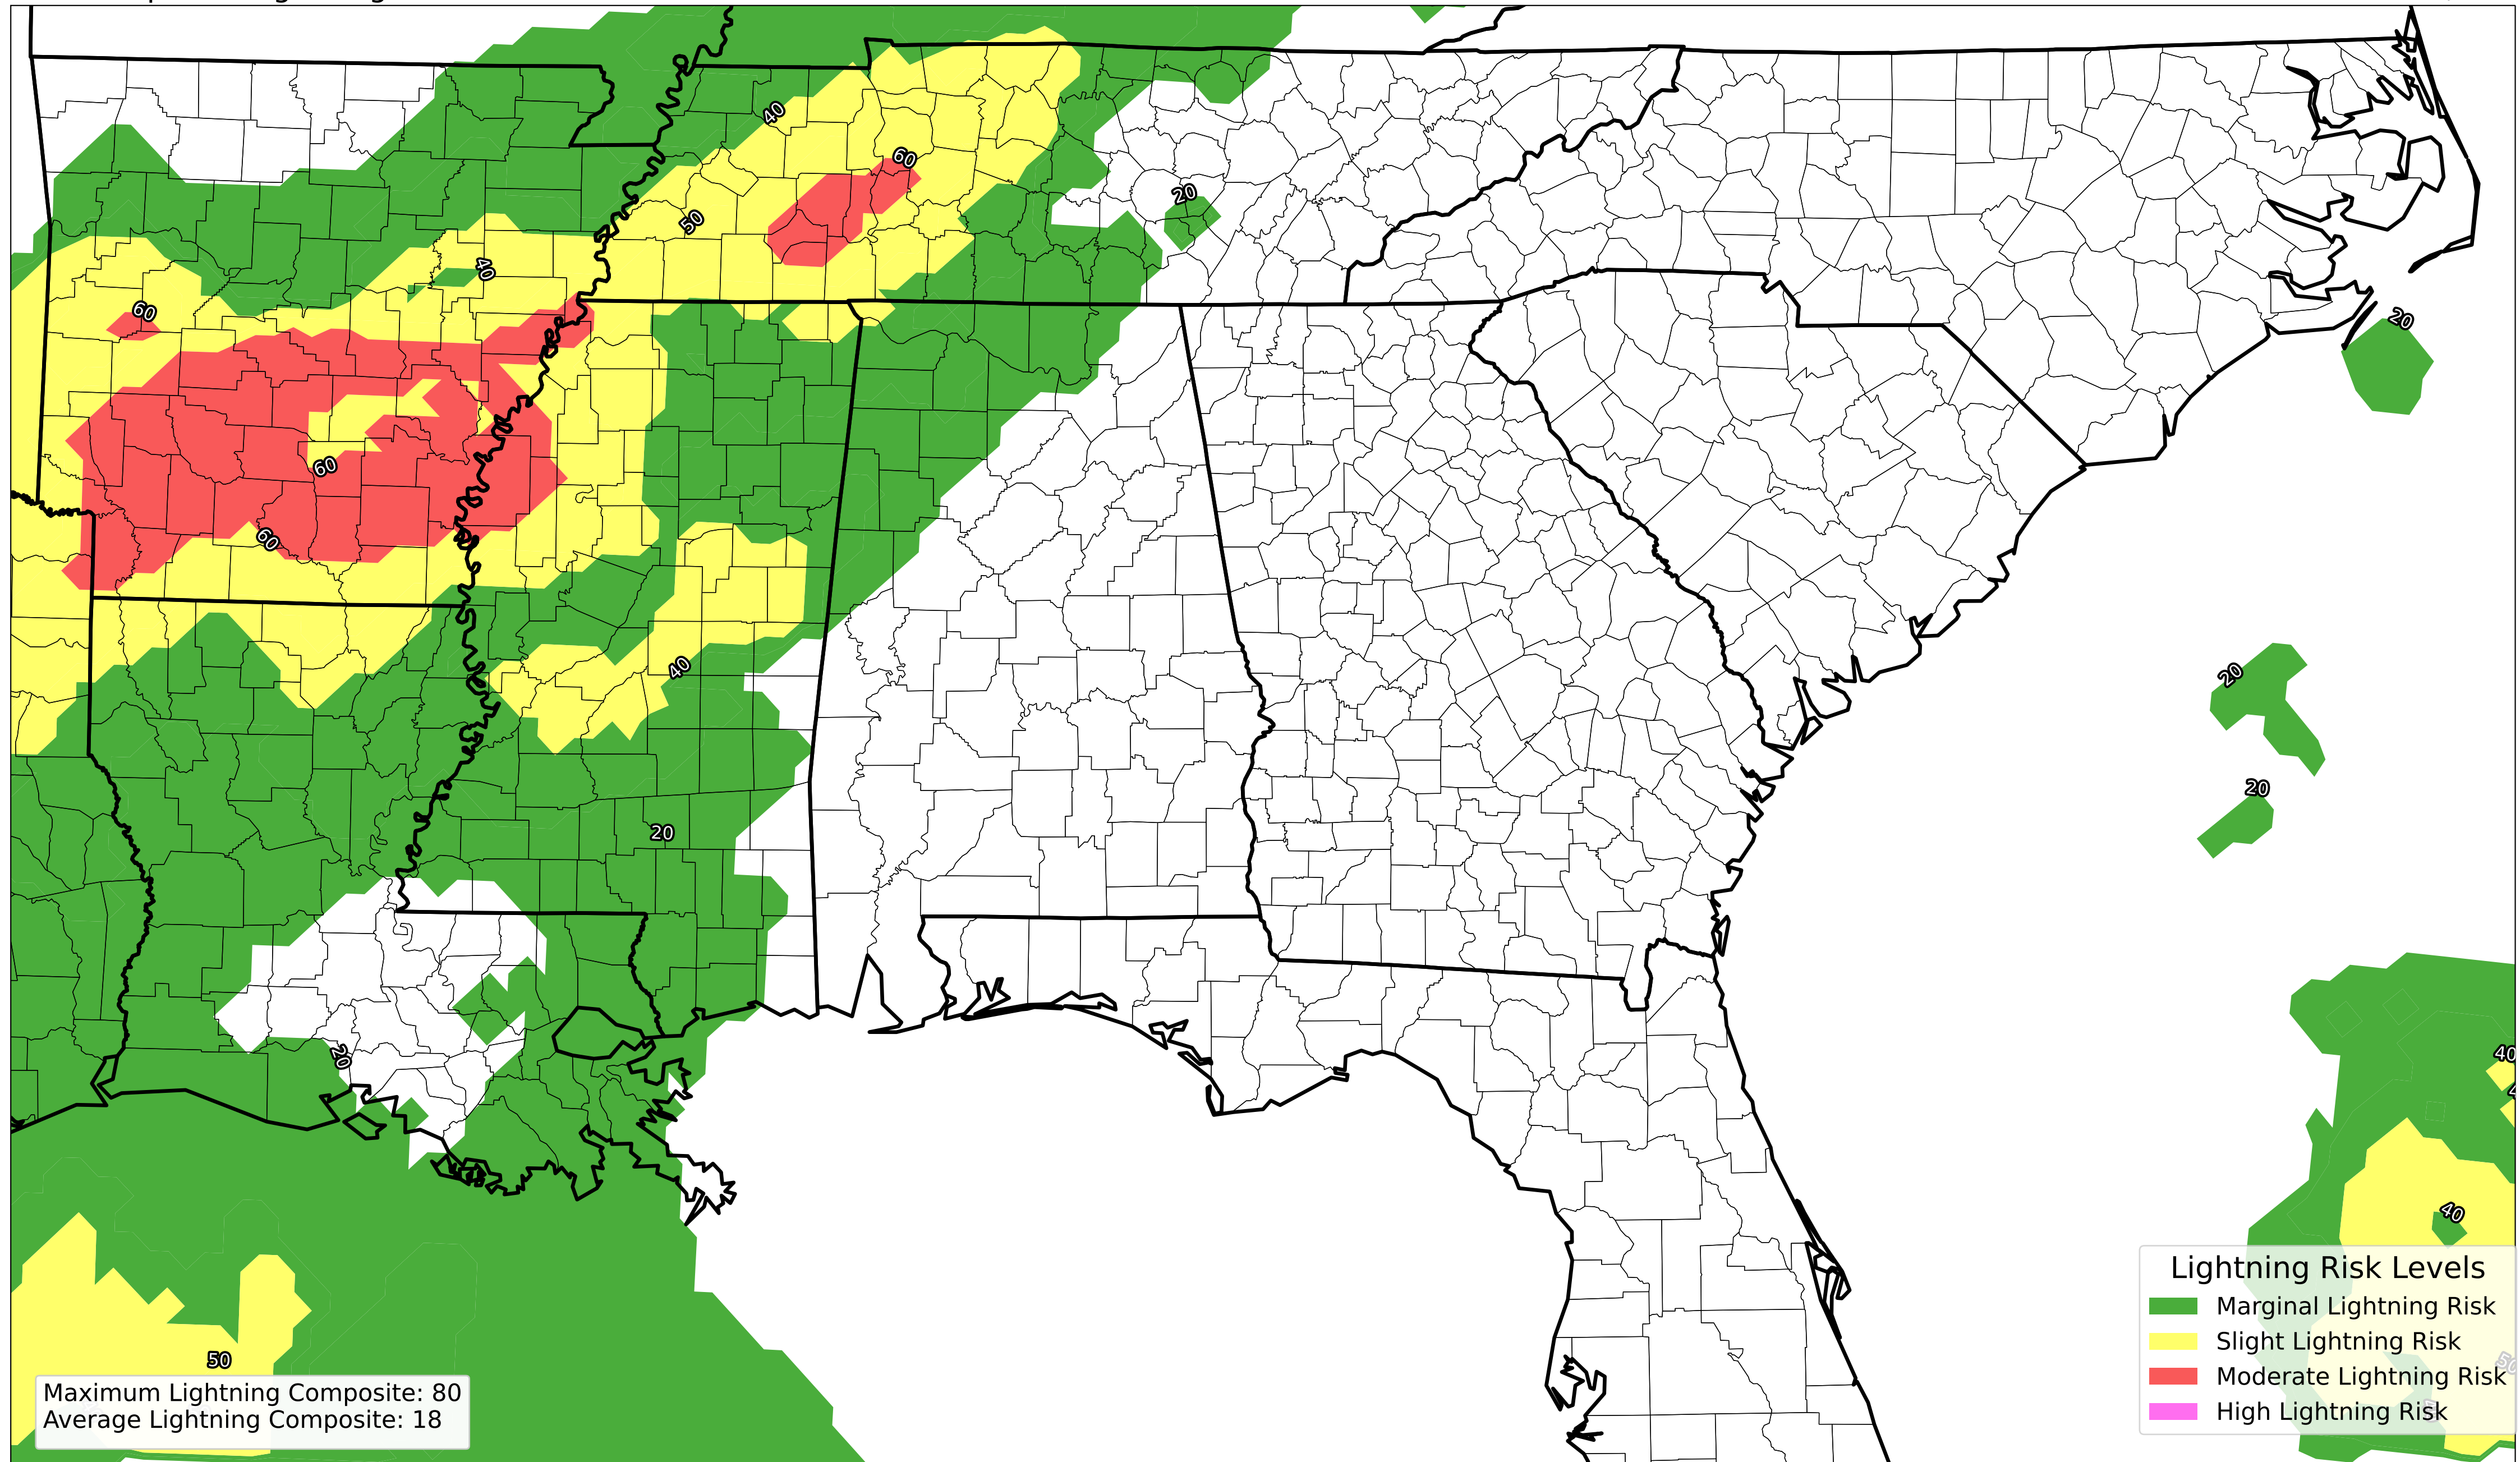 40
60
50
20
40
60
20
60
60
40
20
20
20
20
40
40
50
Maximum Lightning Composite: 80
Average Lightning Composite: 18
Lightning Risk Levels
Marginal Lightning Risk
Slight Lightning Risk
Moderate Lightning Risk
High Lightning Risk
50